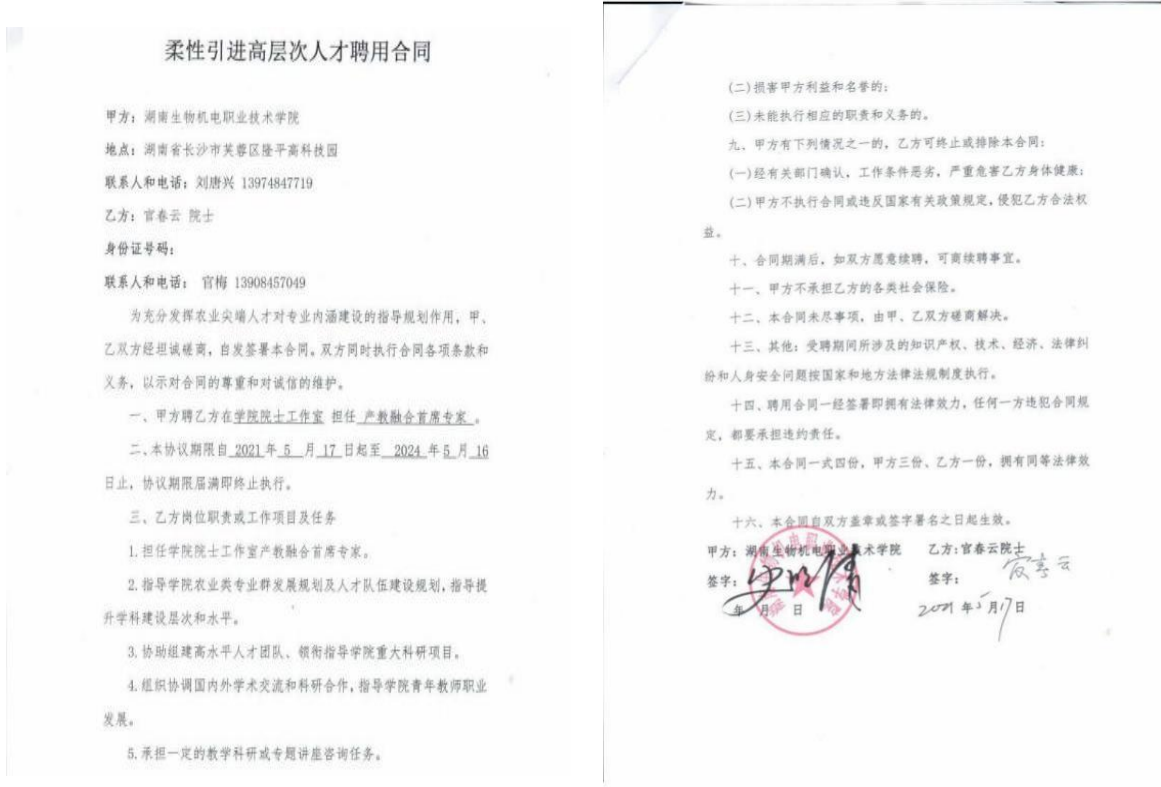 柔性引进高层次人才聘用合同
甲方：湖南生物机电职业技术学院
地点：湖南省长沙市芙蓉区隆平高科技园
联系人和电话：刘唐兴 13974847719
乙方：官春云 院士
身份证号码：
联系人和电话： 官梅 13908457049
为充分发挥农业尖端人才对专业内涵建设的指导规划作用，甲、
乙双方经坦诚磋商，自发签署本合同。双方同时执行合同各项条款和
义务，以示对合同的尊重和对诚信的维护。
一、甲方聘乙方在学院院士工作室 担任 产教融合首席专家 。
二、本协议期限自 2021 年 5 月 17 日起至 2024 年 5 月 16
日止，协议期限届满即终止执行。
三、乙方岗位职责或工作项目及任务
1.担任学院院士工作室产教融合首席专家。
2.指导学院农业类专业群发展规划及人才队伍建设规划，指导提
升学科建设层次和水平。
3.协助组建高水平人才团队、领衔指导学院重大科研项目。
4.组织协调国内外学术交流和科研合作，指导学院青年教师职业
发展。
5.承担一定的教学科研或专题讲座咨询任务。
(二)损害甲方利益和名誉的；
(三)未能执行相应的职责和义务的。
九、甲方有下列情况之一的，乙方可终止或排除本合同：
(一)经有关部门确认，工作条件恶劣，严重危害乙方身体健康；
(二)甲方不执行合同或违反国家有关政策规定，侵犯乙方合法权
益。
十、合同期满后，如双方愿意续聘，可商续聘事宜。
十一、甲方不承担乙方的各类社会保险。
十二、本合同未尽事项，由甲、乙双方磋商解决。
十三、其他：受聘期间所涉及的知识产权、技术、经济、法律纠
纷和人身安全问题按国家和地方法律法规制度执行。
十四、聘用合同一经签署即拥有法律效力，任何一方违犯合同规
定，都要承担违约责任。
十五、本合同一式四份，甲方三份、乙方一份，拥有同等法律效
力。
十六、本合同自双方盖章或签字署名之日起生效。
甲方：湖南生物机电职业技术学院 乙方：官春云院士
签字： 签字：官春云
年 月 日 2021年5月17日